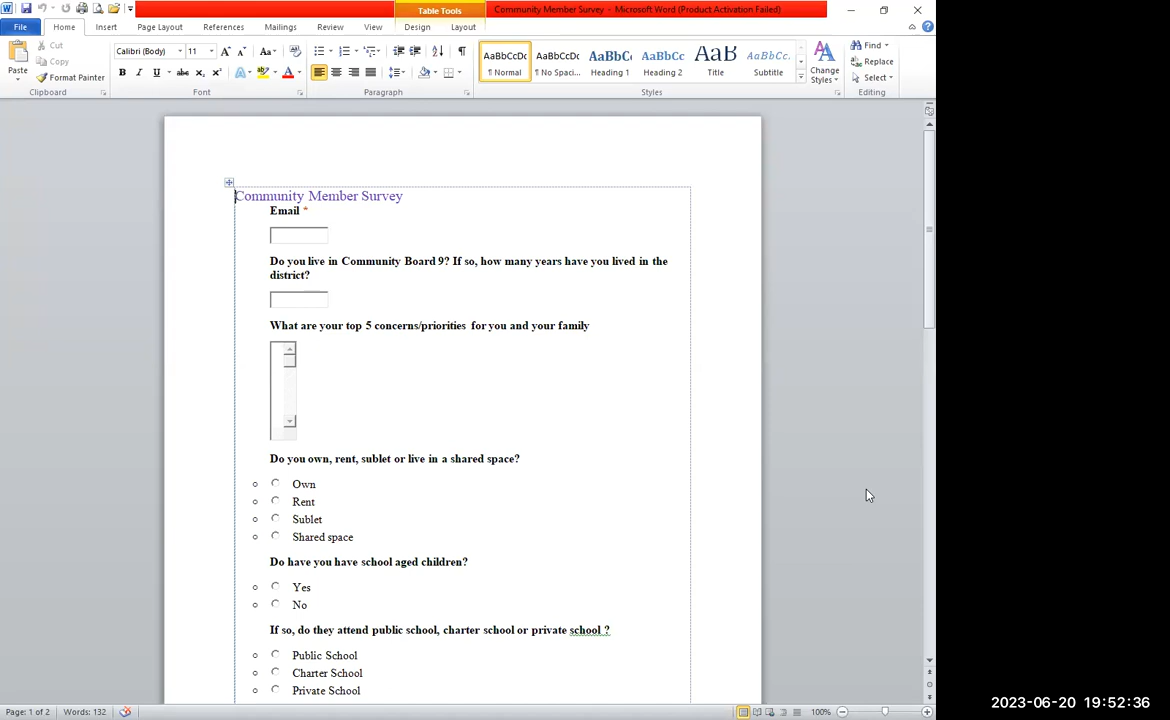 Table Tools
Community Member Survey - Microsoft Word (Product Activation Failed)
File Home Insert Page Layout References Mailings Review View Design Layout
Paste
Cut
Copy
Format Painter
Calibri (Body) 11
AaBbCcDc AaBbCcDc AaBbC( AaBbCc AaB AaBbCc.
¶ Normal ¶ No Spaci... Heading 1 Heading 2 Title Subtitle
Change Styles
Find
Replace
Select
Clipboard Font Paragraph Styles Editing
Community Member Survey
Email *
Do you live in Community Board 9? If so, how many years have you lived in the
district?
What are your top 5 concerns/priorities for you and your family
Do you own, rent, sublet or live in a shared space?
Own
Rent
Sublet
Shared space
Do have you have school aged children?
Yes
No
If so, do they attend public school, charter school or private school ?
Public School
Charter School
Private School
Page: 1 of 2 Words: 132 100%
2023-06-20 19:52:36